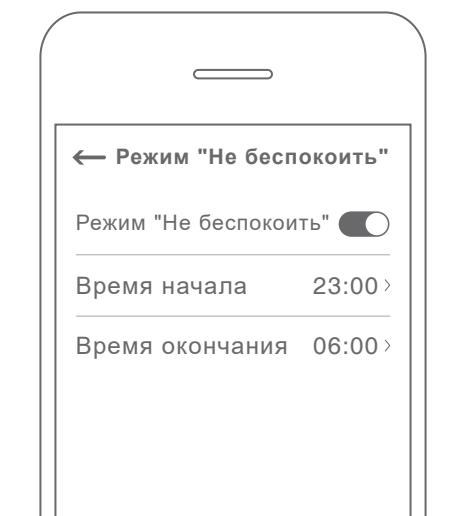 ← Режим "Не беспокоить"
Режим "Не беспокоить"
Время начала 23:00 >
Время окончания 06:00 >